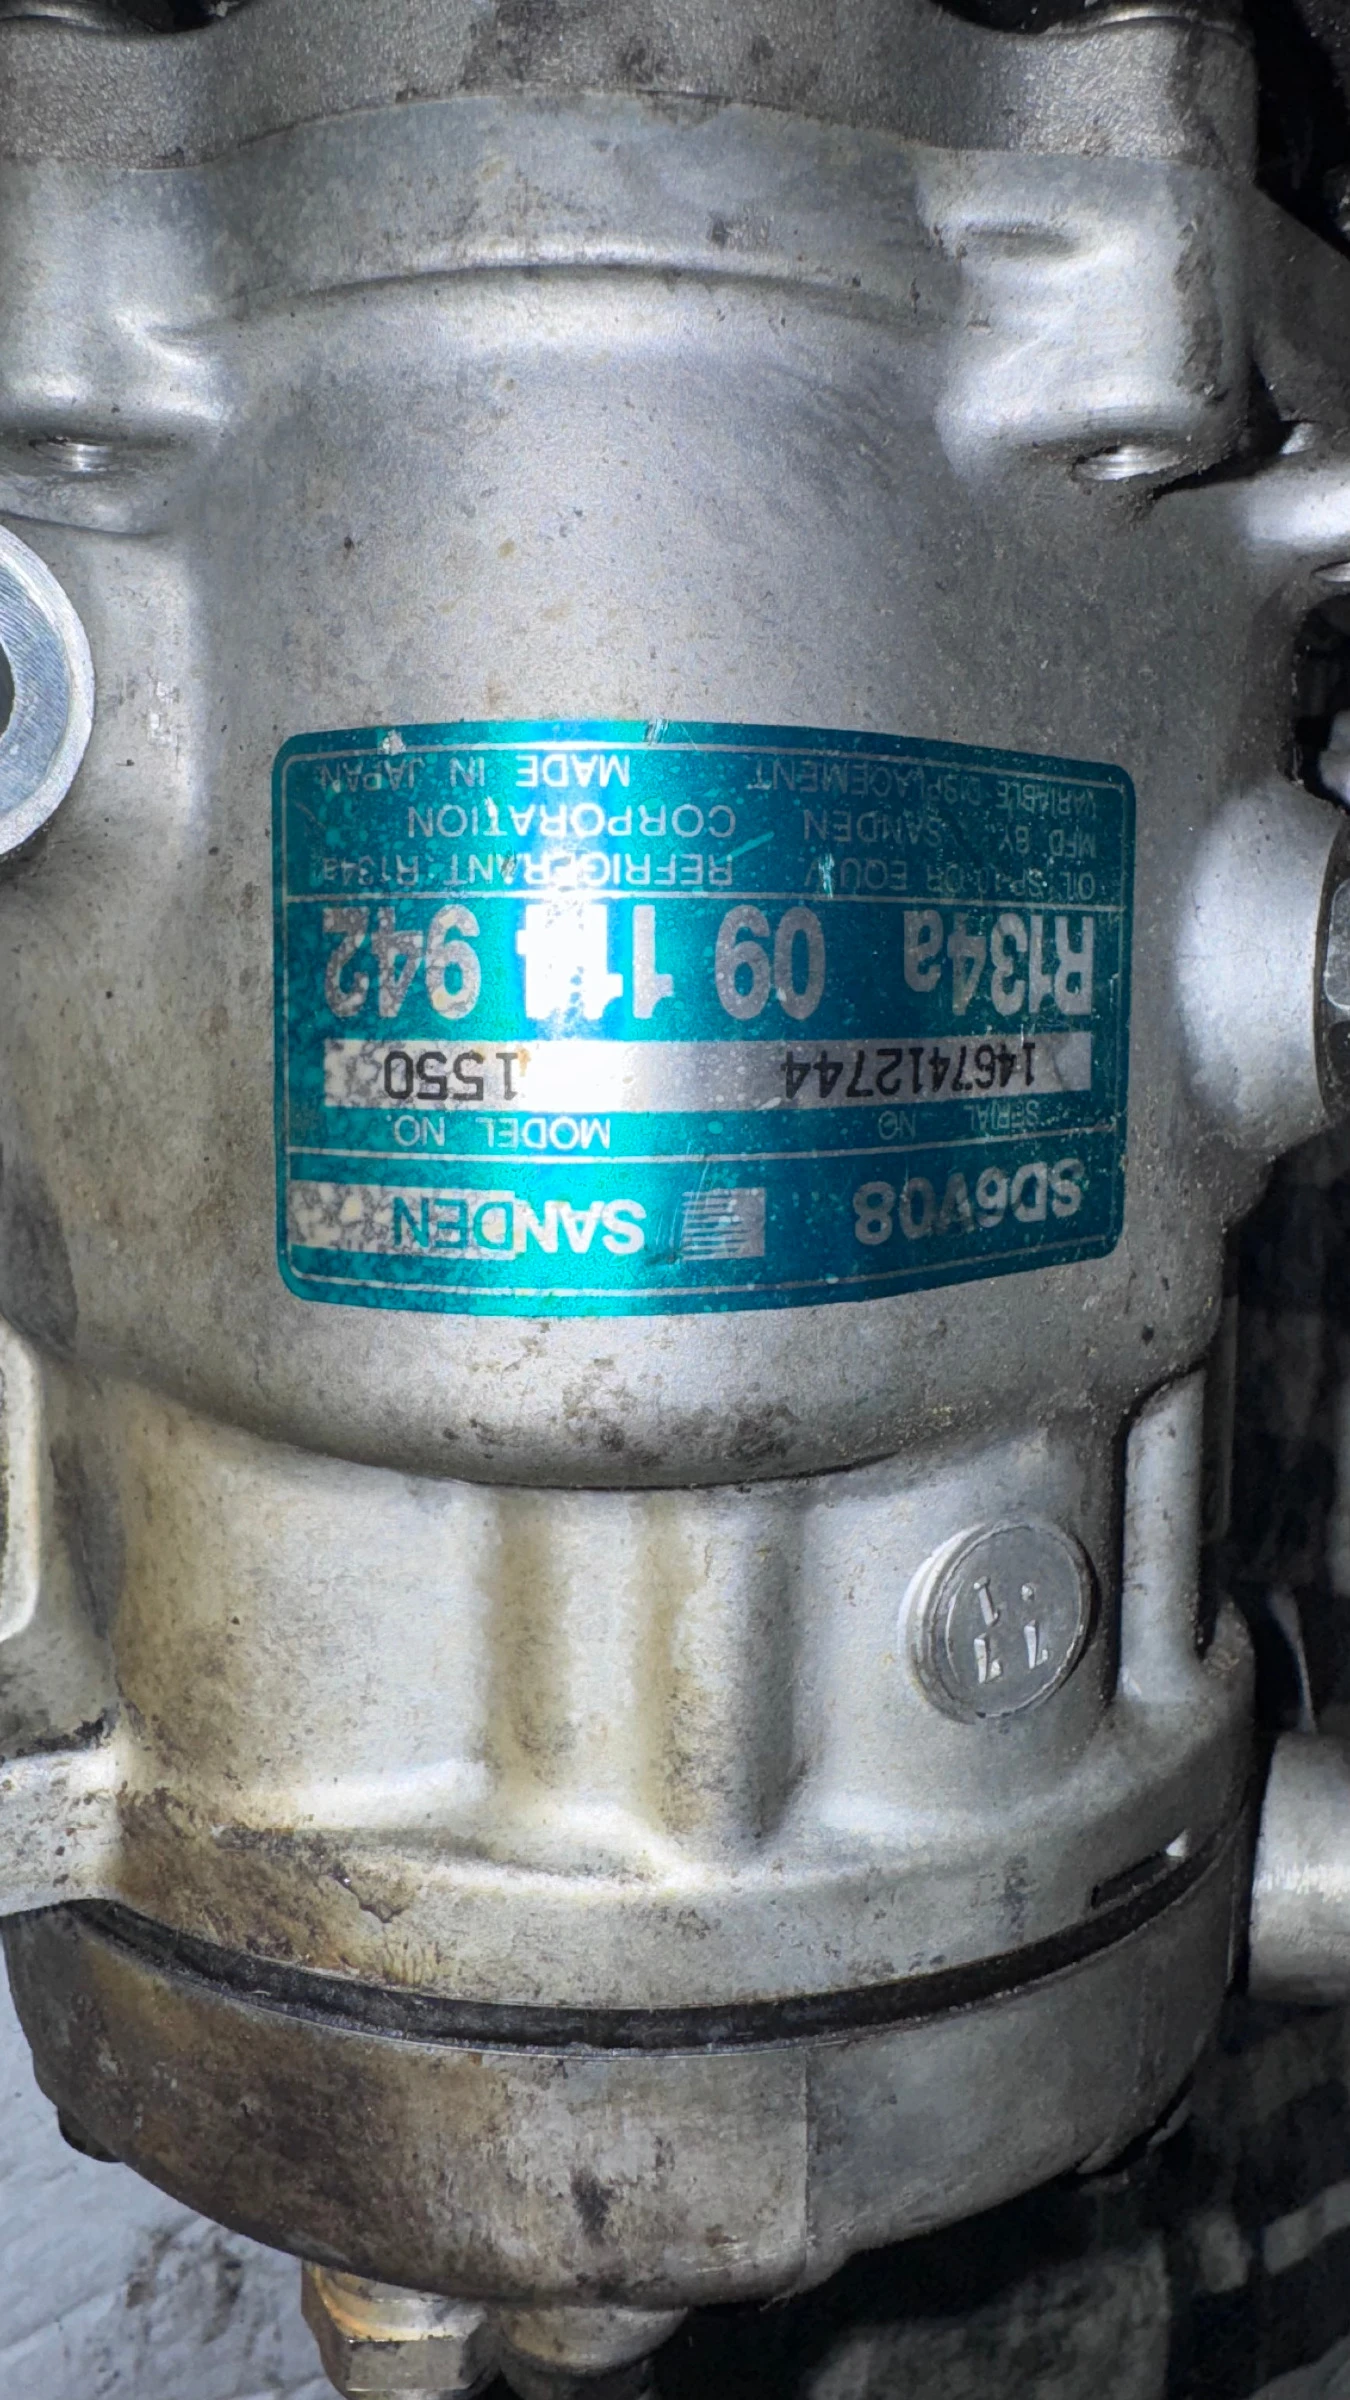 SD6V08 SANDEN
SERIAL NO. MODEL NO.
1467412744 1550
R134a 09 114 942
OIL SP-10 OR EQUIV. REFRIGERANT R134a
MFD BY SANDEN CORPORATION
VARIABLE DISPLACEMENT MADE IN JAPAN